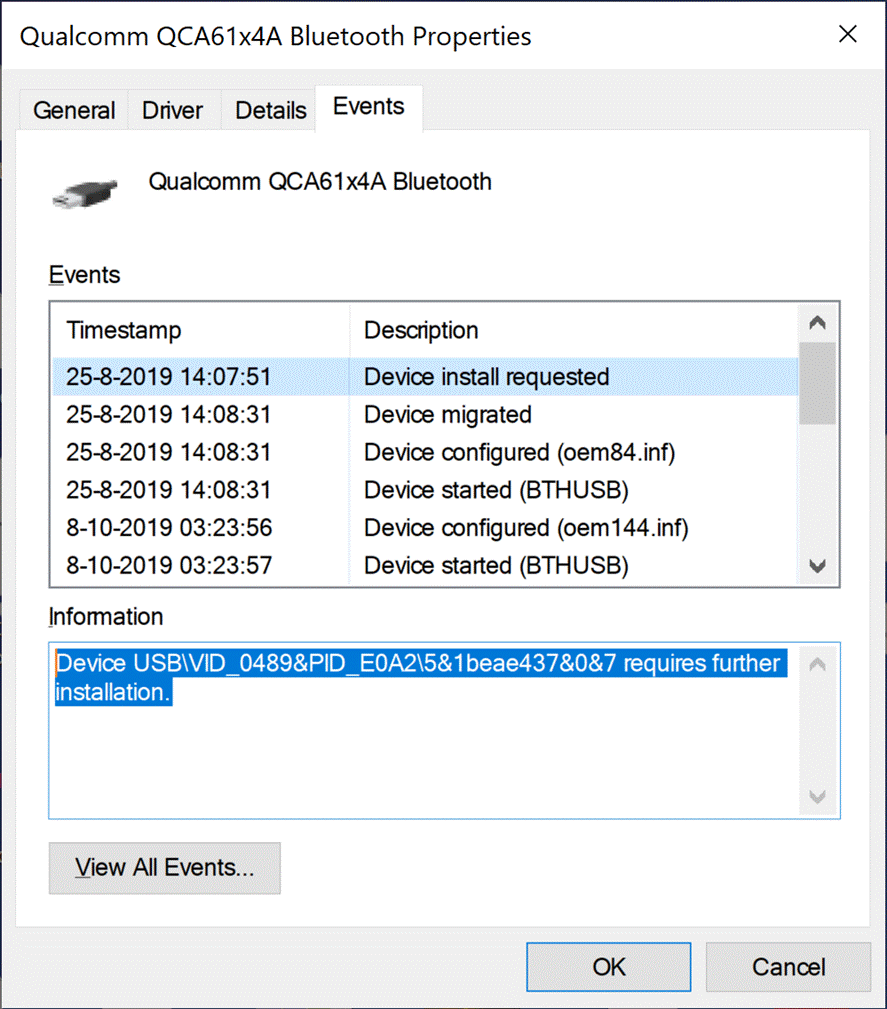 Qualcomm QCA61x4A Bluetooth Properties
General Driver Details Events
Qualcomm QCA61x4A Bluetooth
Events
Timestamp Description
25-8-2019 14:07:51 Device install requested
25-8-2019 14:08:31 Device migrated
25-8-2019 14:08:31 Device configured (oem84.inf)
25-8-2019 14:08:31 Device started (BTHUSB)
8-10-2019 03:23:56 Device configured (oem144.inf)
8-10-2019 03:23:57 Device started (BTHUSB)
Information
Device USB\VID_0489&PID_E0A2\5&1beae437&0&7 requires further
installation.
View All Events...
OK Cancel